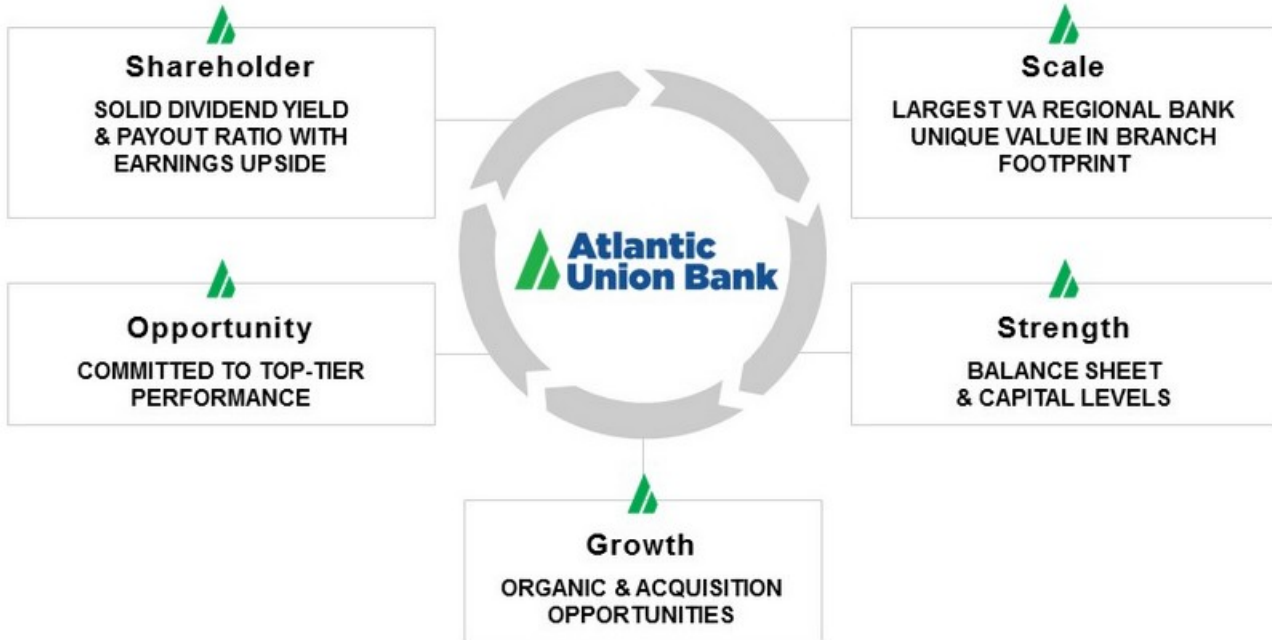 Shareholder
SOLID DIVIDEND YIELD
& PAYOUT RATIO WITH
EARNINGS UPSIDE
Scale
LARGEST VA REGIONAL BANK
UNIQUE VALUE IN BRANCH
FOOTPRINT
Atlantic
Union Bank
Opportunity
COMMITTED TO TOP-TIER
PERFORMANCE
Strength
BALANCE SHEET
& CAPITAL LEVELS
Growth
ORGANIC & ACQUISITION
OPPORTUNITIES